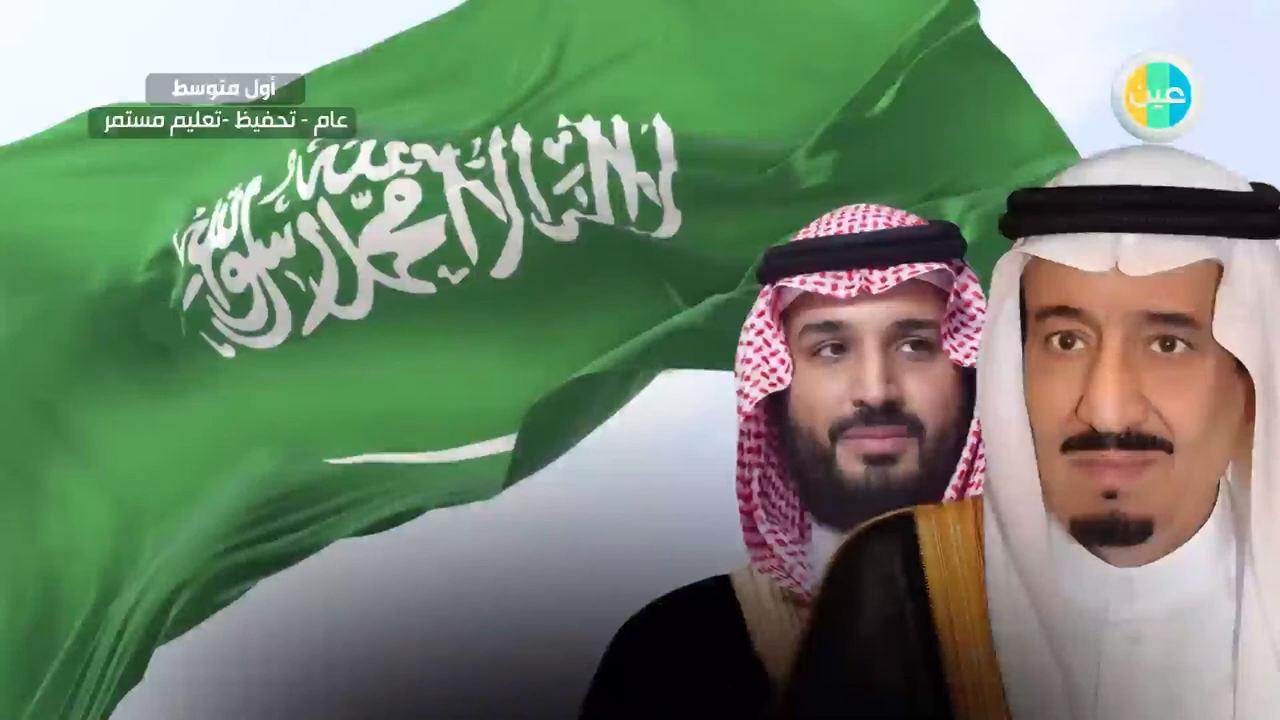 أول متوسط
عام - تحفيظ -تعليم مستمر
عين
لا إله إلا الله محمد رسول الله